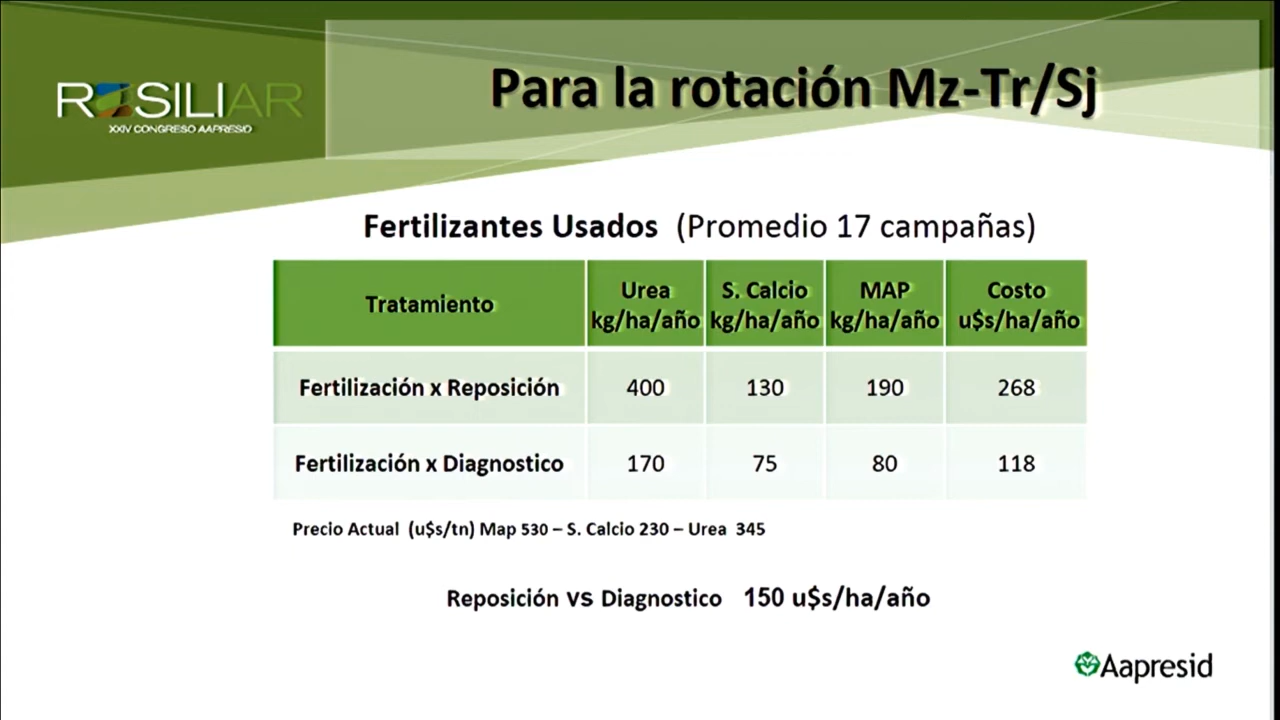 Para la rotación Mz-Tr/Sj
RESILIAR
XXIV CONGRESO AAPRESID
Fertilizantes Usados (Promedio 17 campañas)
Tratamiento
Urea
kg/ha/año
S. Calcio
kg/ha/año
MAP
kg/ha/año
Costo
u$s/ha/año
Fertilización x Reposición 400 130 190 268
Fertilización x Diagnostico 170 75 80 118
Precio Actual (u$s/tn) Map 530 – S. Calcio 230 – Urea 345
Reposición vs Diagnostico 150 u$s/ha/año
Aapresid